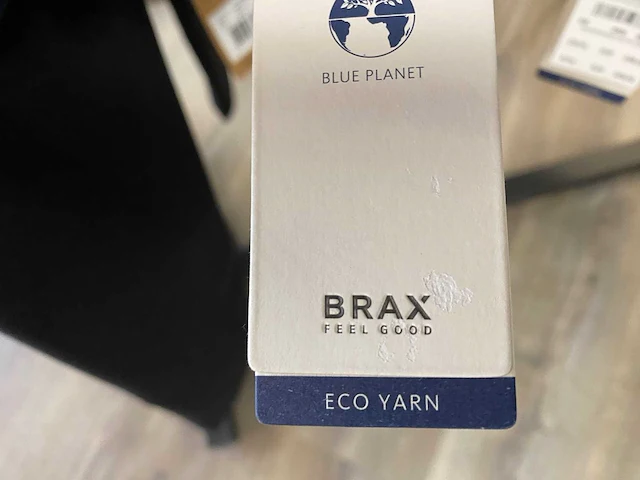 BLUE PLANET
BRAX
FEEL GOOD
ECO YARN